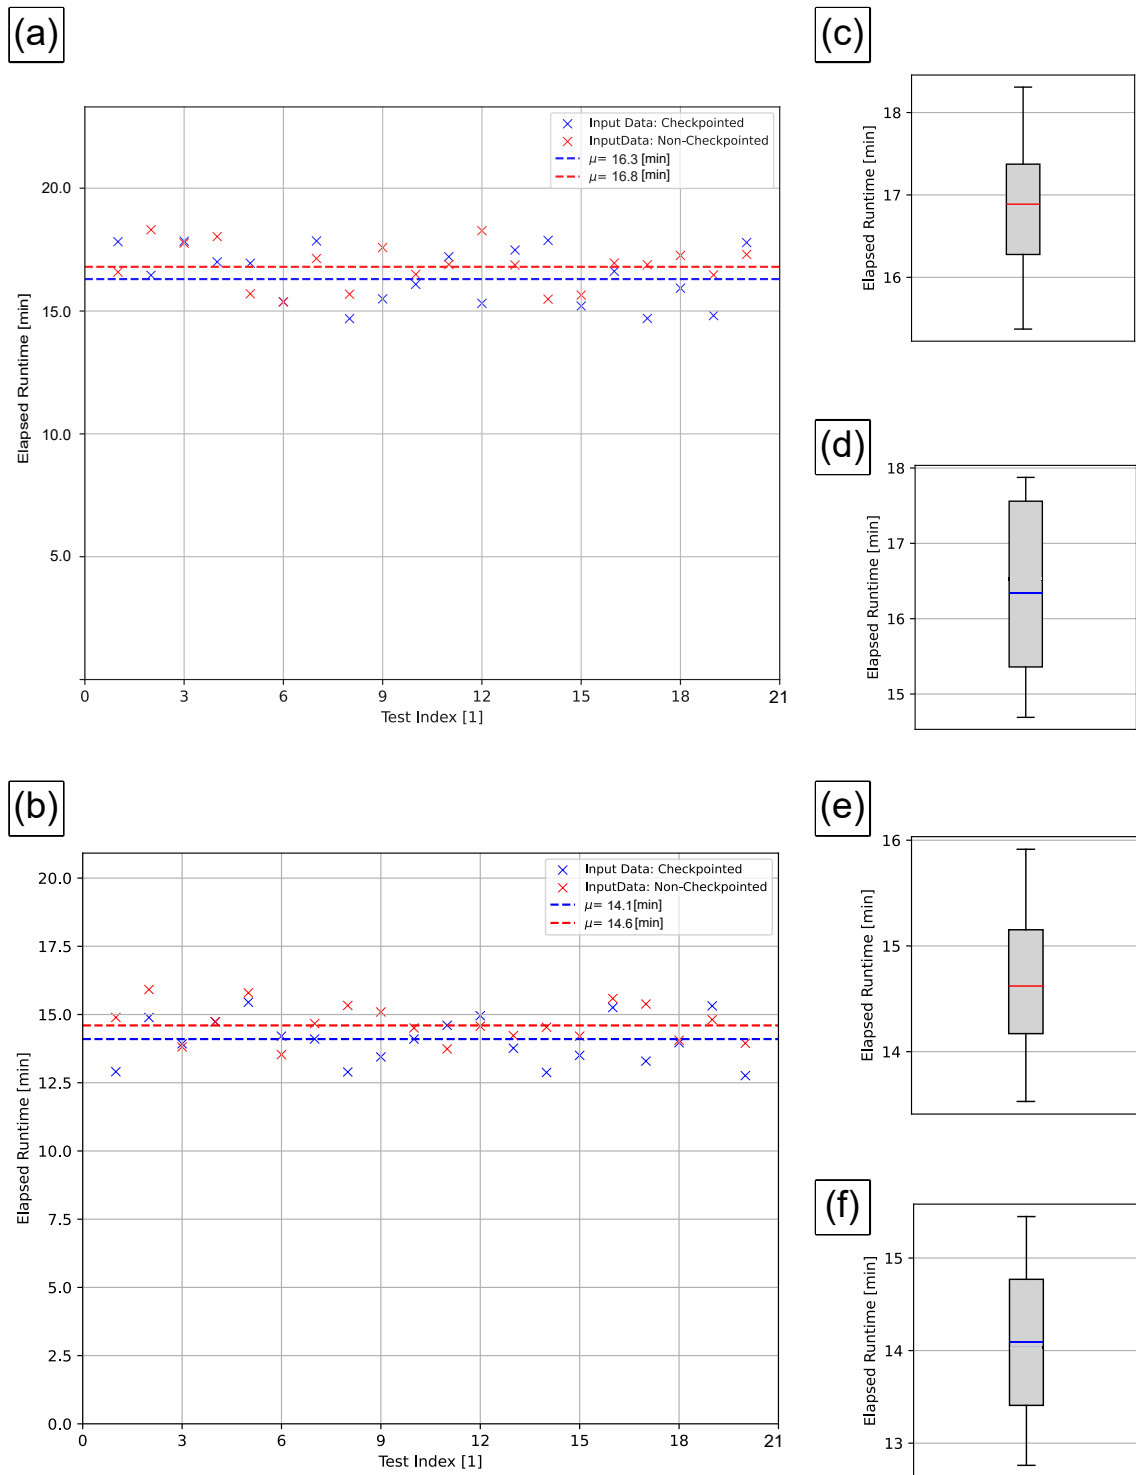 (a)
Input Data: Checkpointed
InputData: Non-Checkpointed
μ= 16.3 [min]
μ= 16.8 [min]
20.0
15.0
10.0
5.0
Elapsed Runtime [min]
0 3 6 9 12 15 18 21
Test Index [1]
(c)
18
17
16
Elapsed Runtime [min]
(d)
18
17
16
15
Elapsed Runtime [min]
(b)
Input Data: Checkpointed
InputData: Non-Checkpointed
μ= 14.1 [min]
μ= 14.6 [min]
20.0
17.5
15.0
12.5
10.0
7.5
5.0
2.5
0.0
Elapsed Runtime [min]
0 3 6 9 12 15 18 21
Test Index [1]
(e)
16
15
14
Elapsed Runtime [min]
(f)
15
14
13
Elapsed Runtime [min]